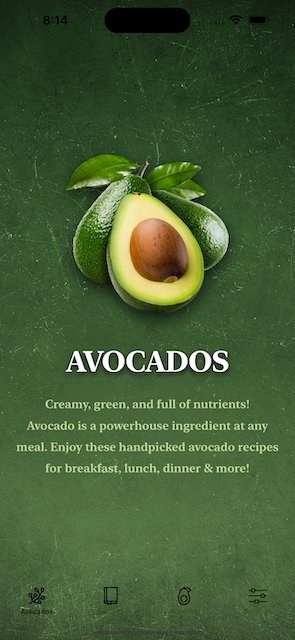 8:14
AVOCADOS
Creamy, green, and full of nutrients!
Avocado is a powerhouse ingredient at any
meal. Enjoy these handpicked avocado recipes
for breakfast, lunch, dinner & more!
Avocados